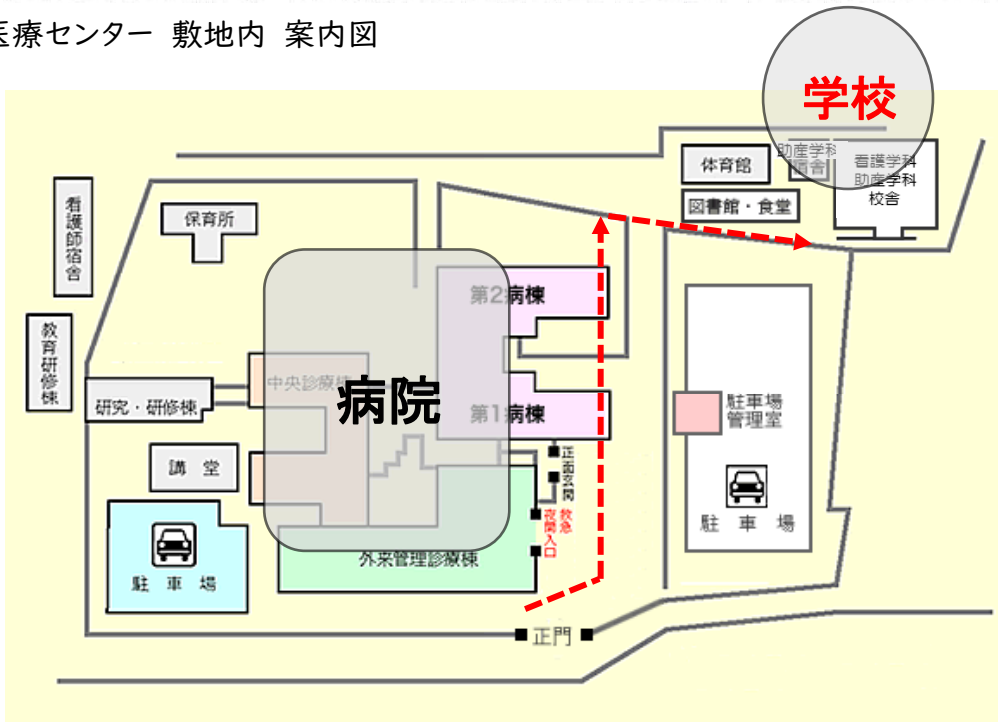 医療センター 敷地内 案内図
学校
体育館
助産学科
宿舎
看護学科
助産学科
校舎
図書館・食堂
看護師宿舎
保育所
第2病棟
教育研修棟
中央診療棟
病院
研究・研修棟
第1病棟
駐車場
管理室
講 堂
正面玄関
救急
夜間入口
駐 車 場
外来管理診療棟
駐 車 場
正門